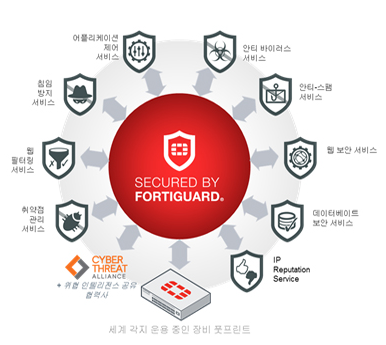 어플리케이션
제어
서비스
안티 바이러스
서비스
침입
방지
서비스
안티-스팸
서비스
웹
필터링
서비스
웹 보안 서비스
SECURED BY
FORTIGUARD®
취약점
관리
서비스
데이터베이트
보안 서비스
CYBER
THREAT
ALLIANCE
+ 위협 인텔리전스 공유
협력사
IP
Reputation
Service
세계 각지 운용 중인 장비 풋프린트